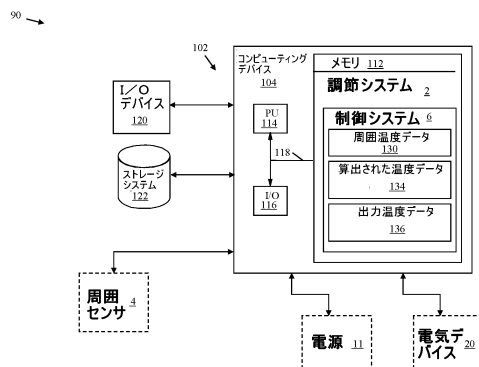 90
102
コンピューティング
デバイス
104
メモリ 112
調節システム 2
I／O
デバイス
120
PU
114
制御システム 6
周囲温度データ
130
118
算出された温度データ
134
ストレージ
システム
122
I/O
116
出力温度データ
136
周囲
センサ 4
電源 11
電気デ
バイス 20